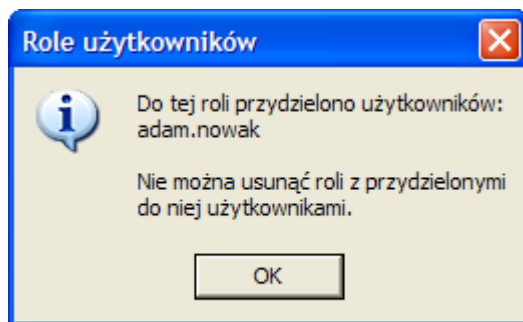 Role użytkowników
Do tej roli przydzielono użytkowników:
adam.nowak
Nie można usunąć roli z przydzielonymi
do niej użytkownikami.
OK